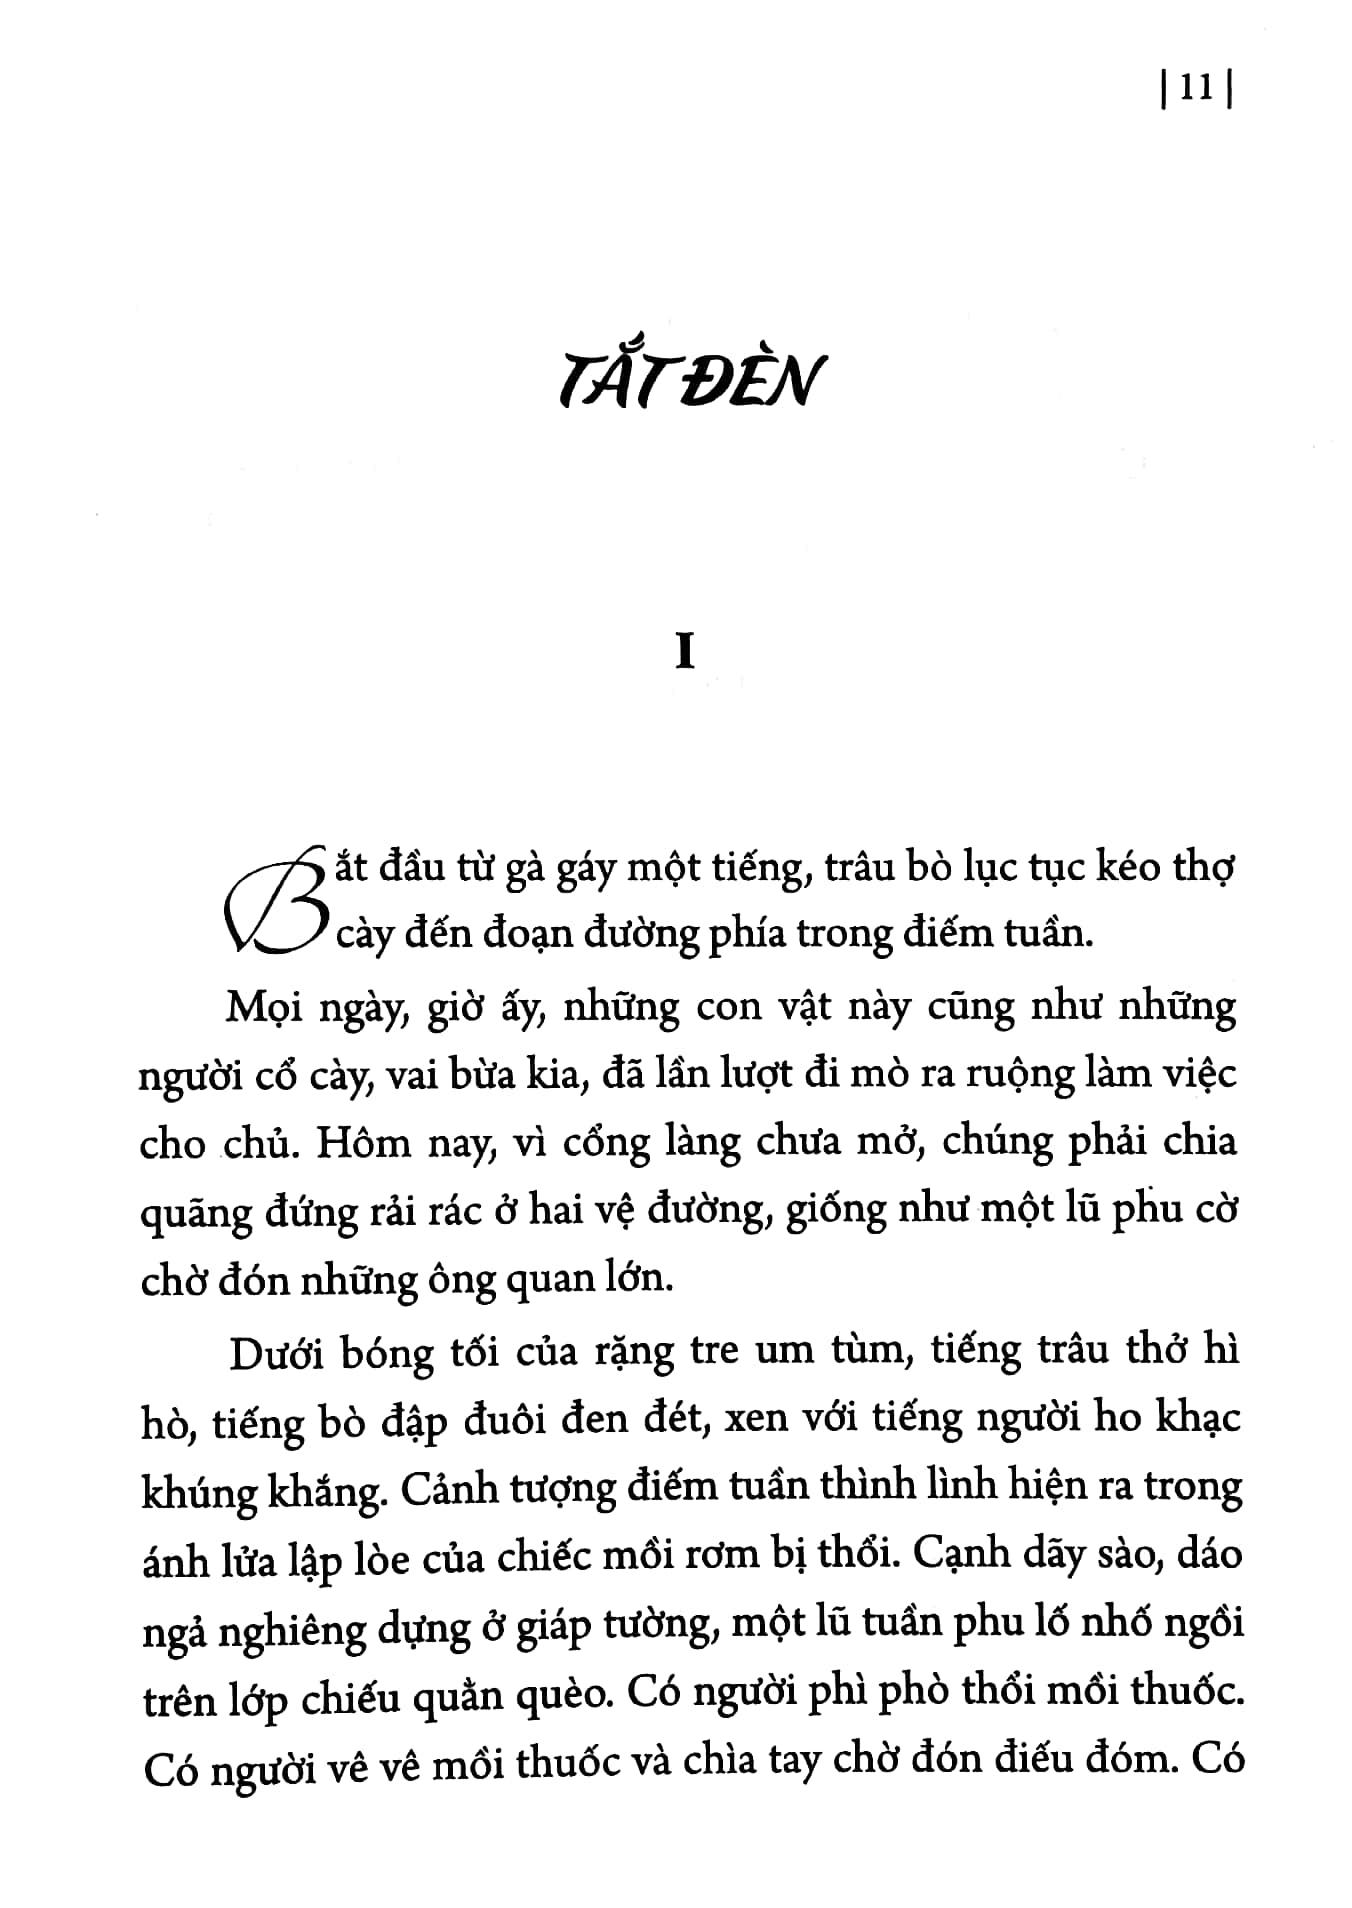 | 11 |
TẮT ĐÈN
I
Bắt đầu từ gà gáy một tiếng, trâu bò lục tục kéo thợ
cày đến đoạn đường phía trong điếm tuần.
Mọi ngày, giờ ấy, những con vật này cũng như những
người cổ cày, vai bừa kia, đã lần lượt đi mò ra ruộng làm việc
cho chủ. Hôm nay, vì cổng làng chưa mở, chúng phải chia
quãng đứng rải rác ở hai vệ đường, giống như một lũ phu cờ
chờ đón những ông quan lớn.
Dưới bóng tối của rặng tre um tùm, tiếng trâu thở hì
hò, tiếng bò đập đuôi đen đét, xen với tiếng người ho khạc
khúng khắng. Cảnh tượng điếm tuần thình lình hiện ra trong
ánh lửa lập lòe của chiếc mồi rơm bị thổi. Cạnh dãy sào, dáo
ngả nghiêng dựng ở giáp tường, một lũ tuần phu lố nhố ngồi
trên lớp chiếu quằn quèo. Có người phì phò thổi mồi thuốc.
Có người vê vê mồi thuốc và chìa tay chờ đón điếu đóm. Có